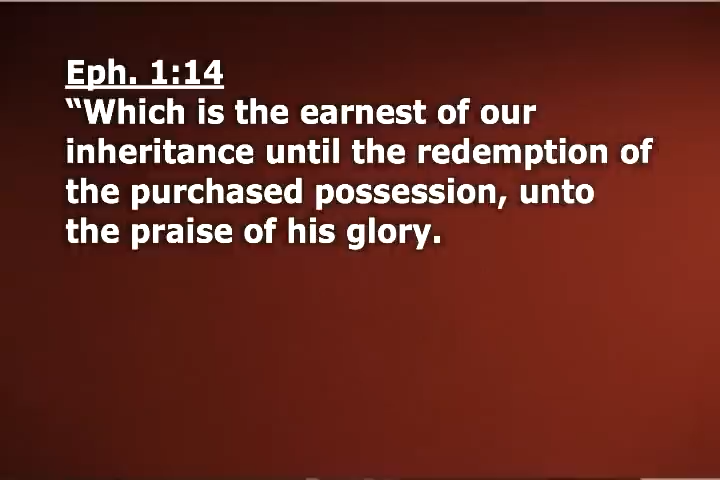 Eph. 1:14
“Which is the earnest of our
inheritance until the redemption of
the purchased possession, unto
the praise of his glory.